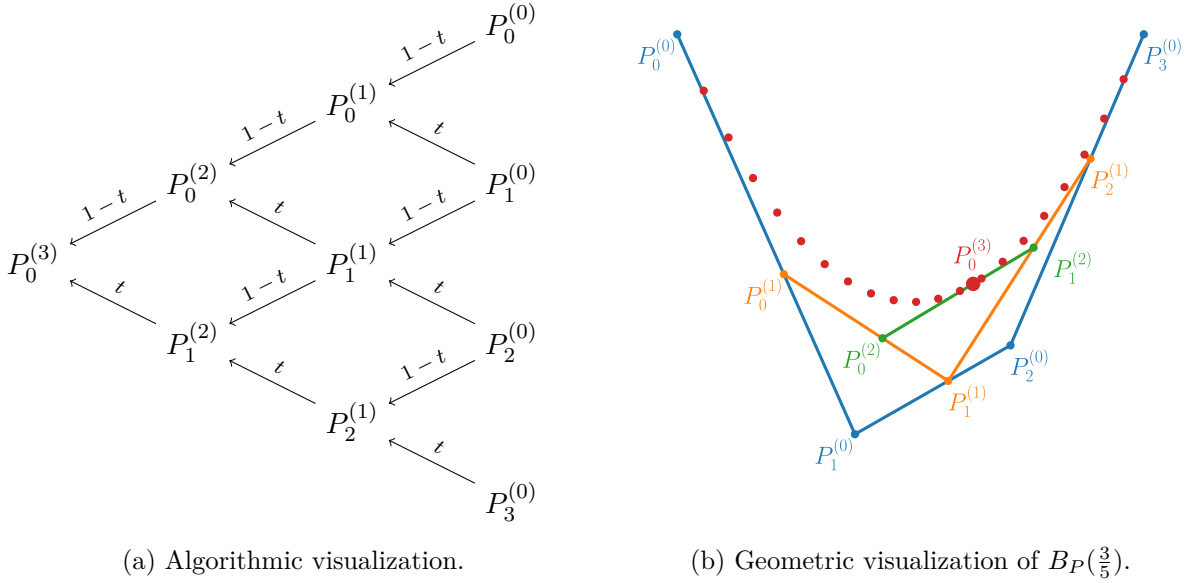 P_0^{(0)}
1 − t
P_0^{(1)}
1 − t
t
P_0^{(2)}
P_1^{(0)}
1 − t
t
1 − t
P_0^{(3)}
P_1^{(1)}
t
1 − t
t
P_1^{(2)}
P_2^{(0)}
t
1 − t
P_2^{(1)}
t
P_3^{(0)}
(a) Algorithmic visualization.
P_0^{(0)}
P_3^{(0)}
P_2^{(1)}
P_0^{(3)}
P_1^{(2)}
P_0^{(1)}
P_0^{(2)}
P_2^{(0)}
P_1^{(1)}
P_1^{(0)}
(b) Geometric visualization of B_P(\frac{3}{5}).